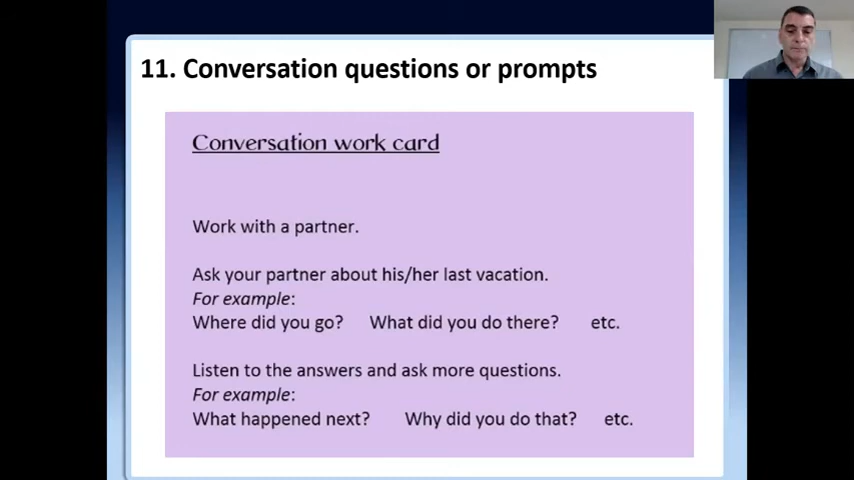 11. Conversation questions or prompts
Conversation work card
Work with a partner.
Ask your partner about his/her last vacation.
For example:
Where did you go? What did you do there? etc.
Listen to the answers and ask more questions.
For example:
What happened next? Why did you do that? etc.